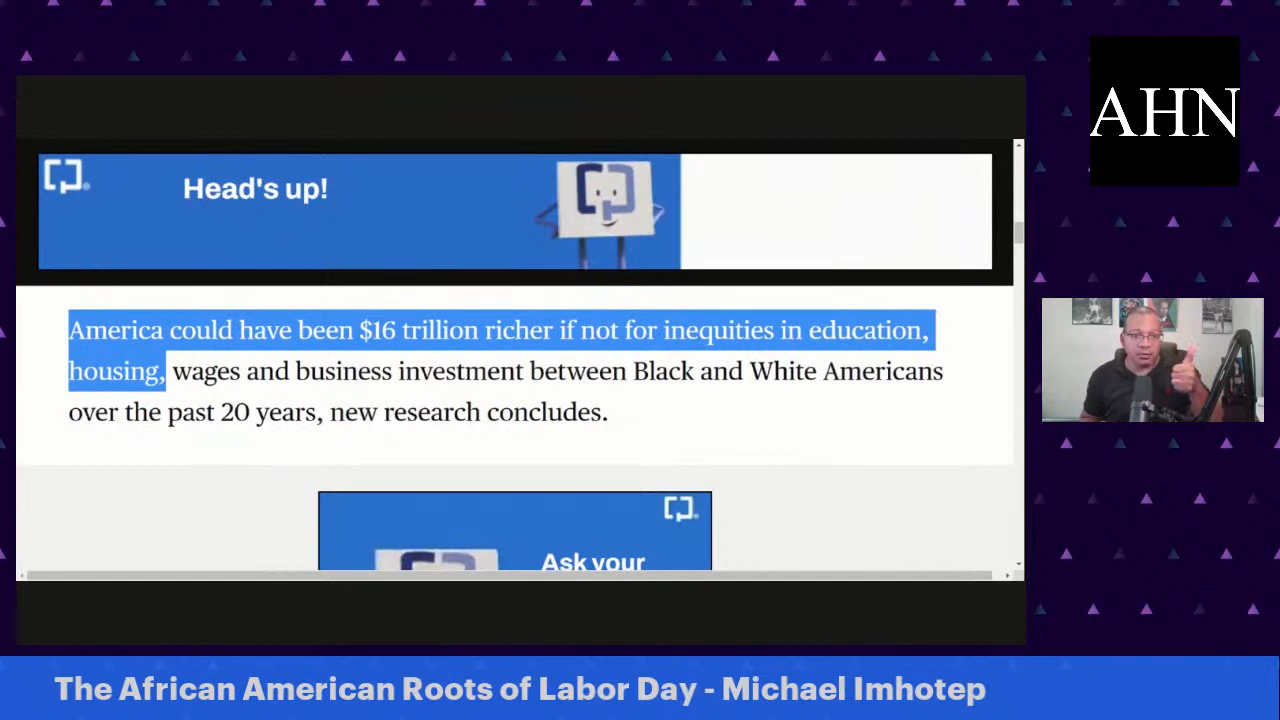 AHN
Head's up!
America could have been $16 trillion richer if not for inequities in education,
housing, wages and business investment between Black and White Americans
over the past 20 years, new research concludes.
Ask your
The African American Roots of Labor Day - Michael Imhotep